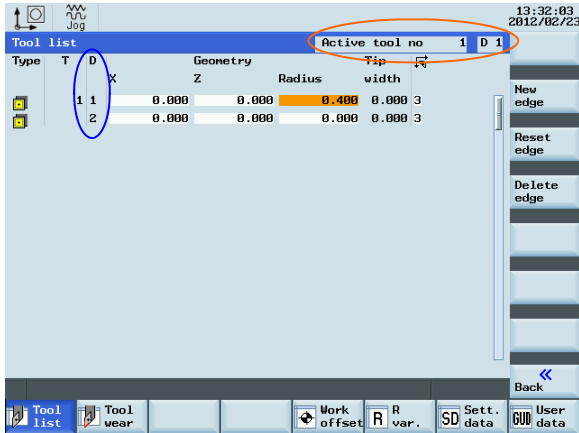 Jog
13:32:03
2012/02/23
Tool list
Active tool no 1 D 1
Type T D Geometry Tip
X Z Radius width
1 1 0.000 0.000 0.400 0.000 3
2 0.000 0.000 0.000 0.000 3
New
edge
Reset
edge
Delete
edge
«
Back
Tool
list
Tool
wear
Work
offset
R
R
var.
SD
Sett.
data
GUD
User
data